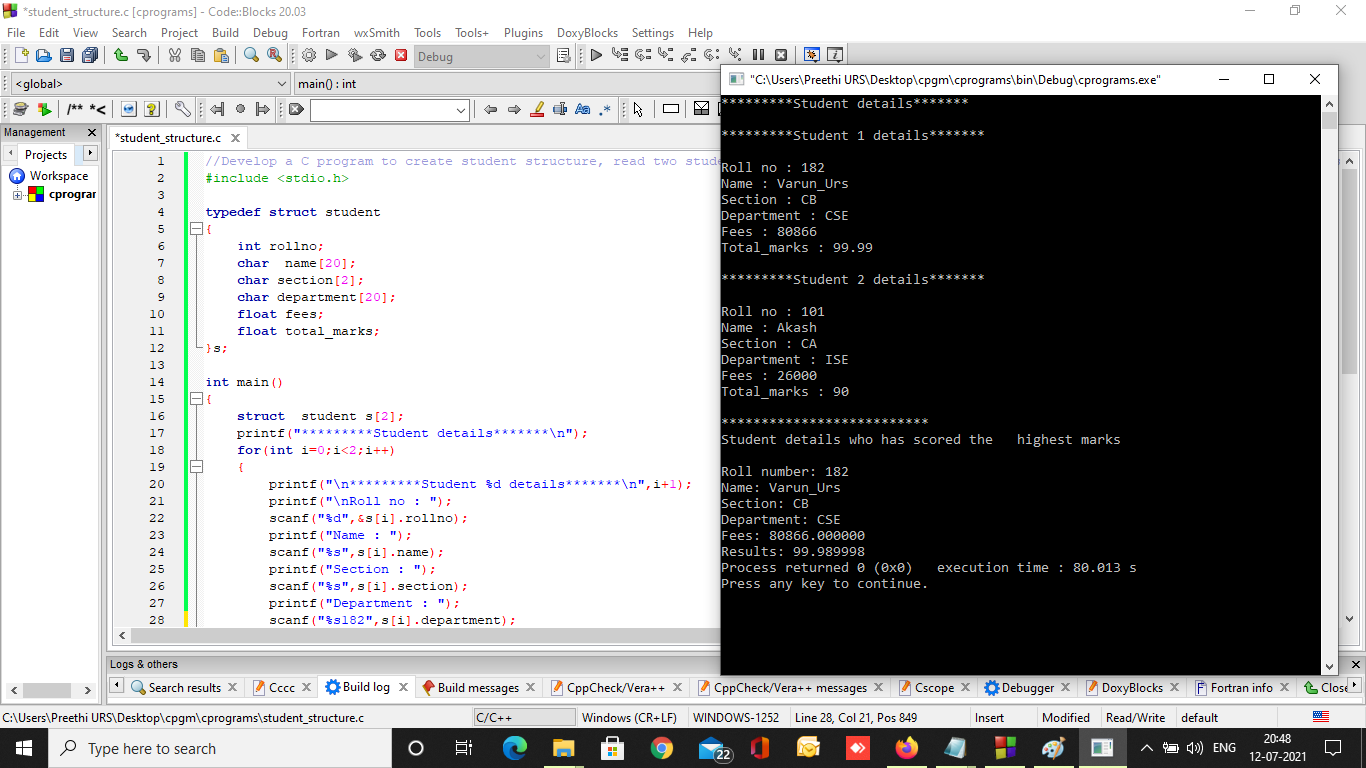 *student_structure.c [cprograms] - Code::Blocks 20.03
File Edit View Search Project Build Debug Fortran wxSmith Tools Tools+ Plugins DoxyBlocks Settings Help
Debug
<global> main() : int
/** *<
Aa .*
Management
Projects
Workspace
cprogran
*student_structure.c
1 //Develop a C program to create student structure, read two stude
2 #include <stdio.h>
3
4 typedef struct student
5 {
6 int rollno;
7 char  name[20];
8 char section[2];
9 char department[20];
10 float fees;
11 float total_marks;
12 }s;
13
14 int main()
15 {
16 struct  student s[2];
17 printf("*********Student details*******\n");
18 for(int i=0;i<2;i++)
19 {
20 printf("\n*********Student %d details*******\n",i+1);
21 printf("\nRoll no : ");
22 scanf("%d",&s[i].rollno);
23 printf("Name : ");
24 scanf("%s",s[i].name);
25 printf("Section : ");
26 scanf("%s",s[i].section);
27 printf("Department : ");
28 scanf("%s182",s[i].department);
"C:\Users\Preethi URS\Desktop\cpgm\cprograms\bin\Debug\cprograms.exe"
*********Student details*******
*********Student 1 details*******
Roll no : 182
Name : Varun_Urs
Section : CB
Department : CSE
Fees : 80866
Total_marks : 99.99
*********Student 2 details*******
Roll no : 101
Name : Akash
Section : CA
Department : ISE
Fees : 26000
Total_marks : 90
**************************
Student details who has scored the   highest marks
Roll number: 182
Name: Varun_Urs
Section: CB
Department: CSE
Fees: 80866.000000
Results: 99.989998
Process returned 0 (0x0)   execution time : 80.013 s
Press any key to continue.
Logs & others
Search results Cccc Build log Build messages CppCheck/Vera++ CppCheck/Vera++ messages Cscope Debugger DoxyBlocks Fortran info Close
C:\Users\Preethi URS\Desktop\cpgm\cprograms\student_structure.c C/C++ Windows (CR+LF) WINDOWS-1252 Line 28, Col 21, Pos 849 Insert Modified Read/Write default
Type here to search
22
ENG
20:48
12-07-2021